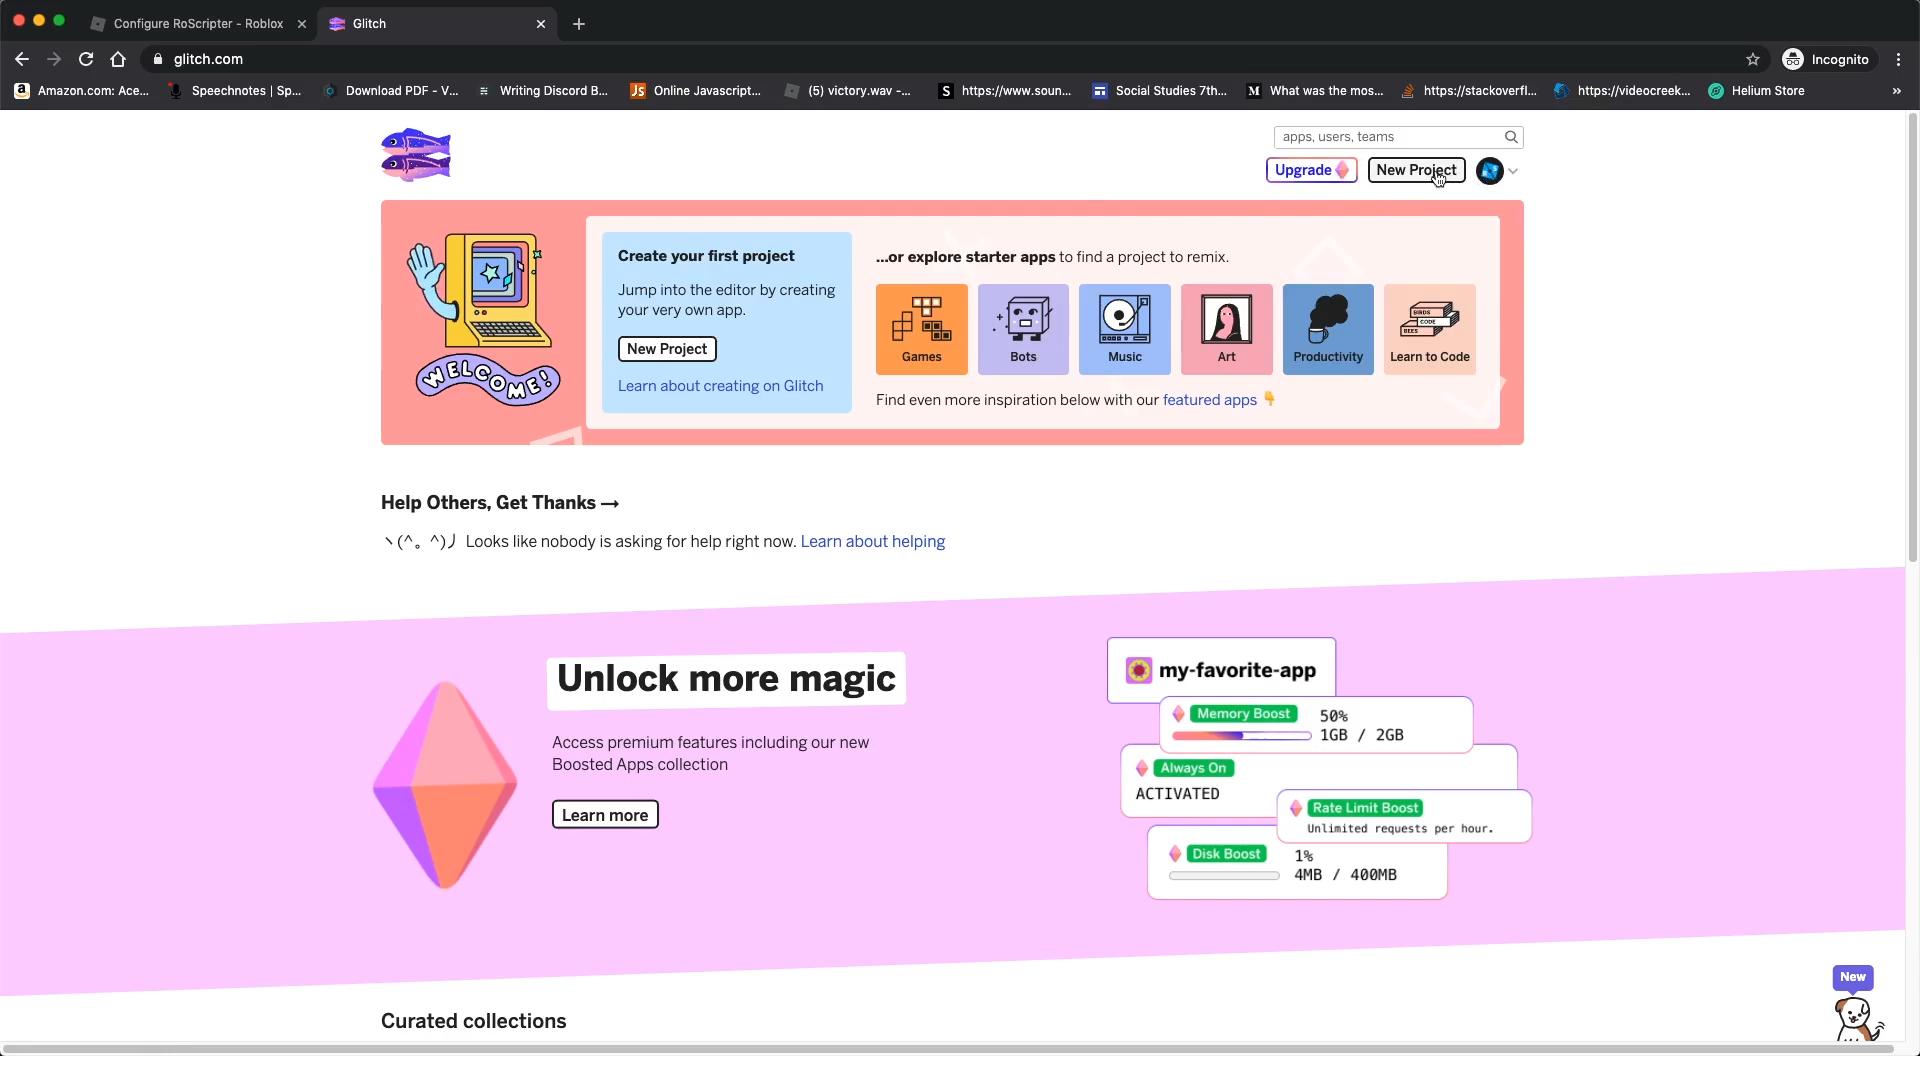 Configure RoScripter - Roblox
Glitch
glitch.com
Incognito
Amazon.com: Ace...
Speechnotes | Sp...
Download PDF - V...
Writing Discord B...
JS
Online Javascript...
(5) victory.wav -...
S
https://www.soun...
Social Studies 7th...
M
What was the mos...
https://stackoverfl...
https://videocreek...
Helium Store
»
apps, users, teams
Upgrade
New Project
WELCOME!
Create your first project
Jump into the editor by creating
your very own app.
New Project
Learn about creating on Glitch
...or explore starter apps to find a project to remix.
Games
Bots
Music
Art
Productivity
BIRDS
CODE
BEES
Learn to Code
Find even more inspiration below with our featured apps 👇
Help Others, Get Thanks →
ヽ(^。^)丿 Looks like nobody is asking for help right now. Learn about helping
Unlock more magic
Access premium features including our new
Boosted Apps collection
Learn more
my-favorite-app
Memory Boost
50%
1GB / 2GB
Always On
ACTIVATED
Rate Limit Boost
Unlimited requests per hour.
Disk Boost
1%
4MB / 400MB
New
Curated collections